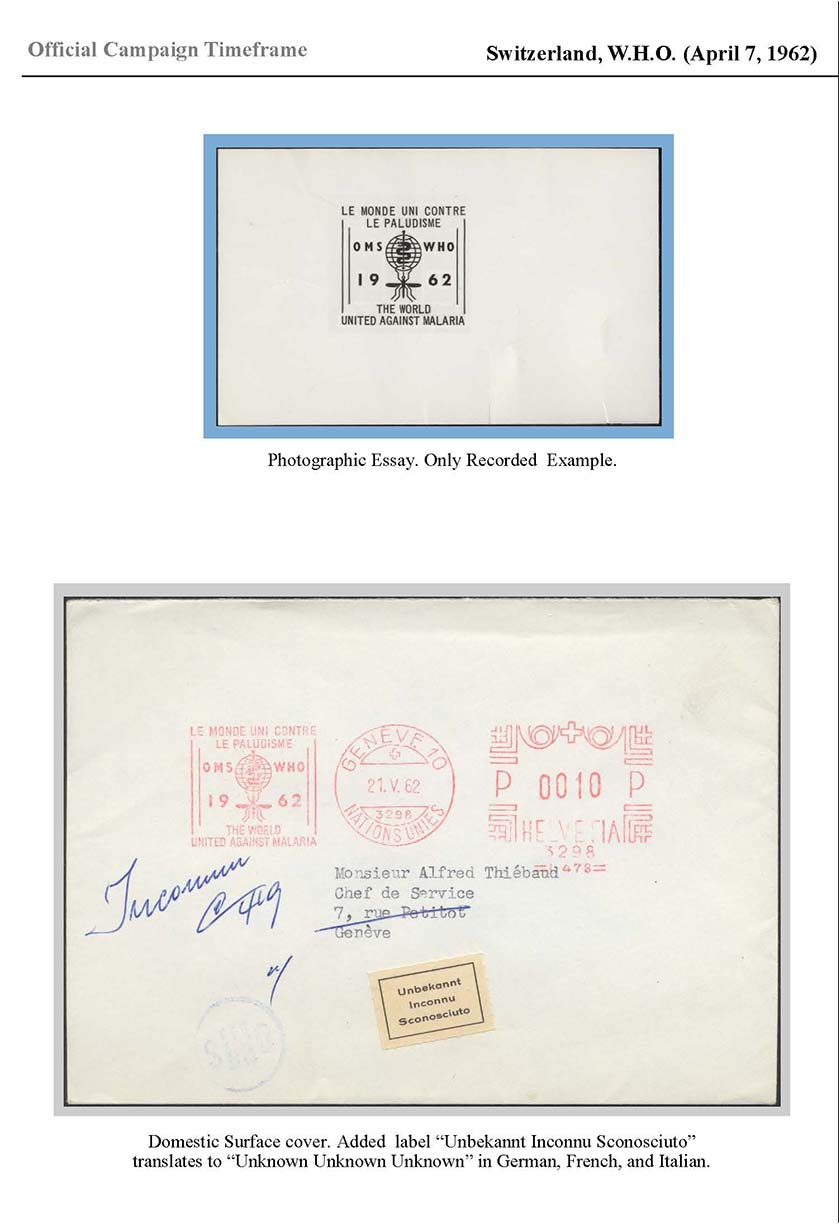 Official Campaign Timeframe
Switzerland, W.H.O. (April 7, 1962)
LE MONDE UNI CONTRE
LE PALUDISME
OMS WHO
19 62
THE WORLD
UNITED AGAINST MALARIA
Photographic Essay. Only Recorded Example.
LE MONDE UNI CONTRE
LE PALUDISME
OMS WHO
19 62
THE WORLD
UNITED AGAINST MALARIA
GENÈVE 10
21.V.62
3298
NATIONS UNIES
P 0010 P
HELVETIA
3298
=1478=
Monsieur Alfred Thiébaud
Chef de Service
7, rue Petitot
Genève
Inconnu
Unbekannt
Inconnu
Sconosciuto
Domestic Surface cover. Added label “Unbekannt Inconnu Sconosciuto”
translates to “Unknown Unknown Unknown” in German, French, and Italian.